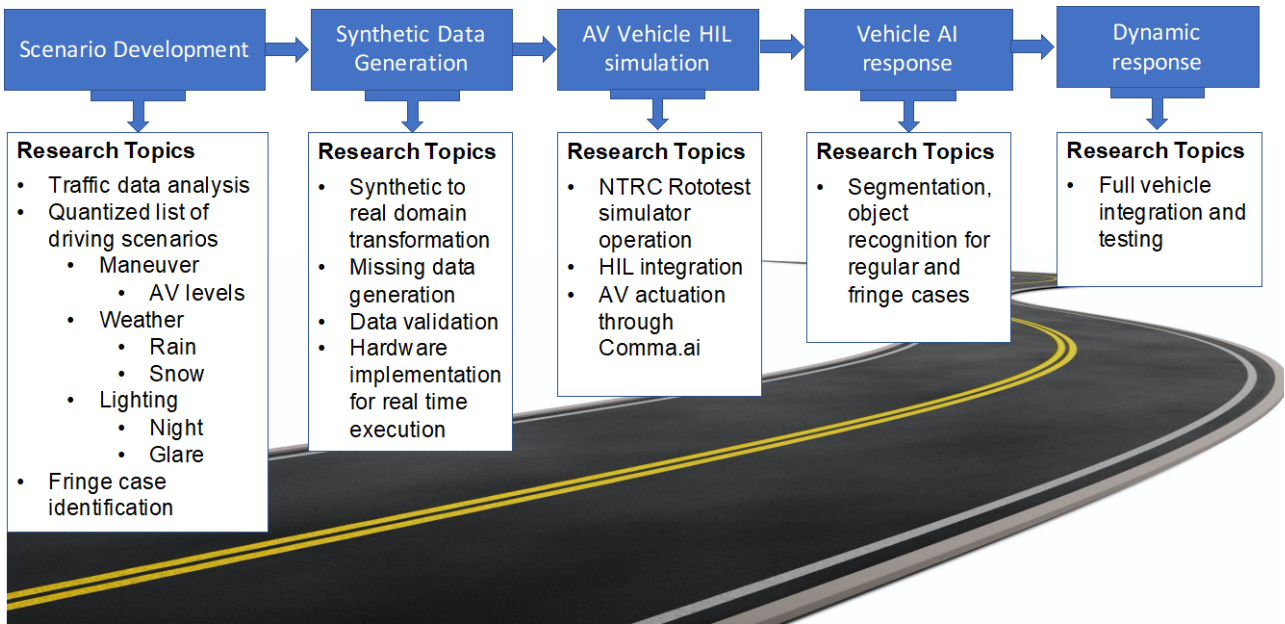 Scenario Development
Synthetic Data
Generation
AV Vehicle HIL
simulation
Vehicle AI
response
Dynamic
response
Research Topics
• Traffic data analysis
• Quantized list of
driving scenarios
• Maneuver
• AV levels
• Weather
• Rain
• Snow
• Lighting
• Night
• Glare
• Fringe case
identification
Research Topics
• Synthetic to
real domain
transformation
• Missing data
generation
• Data validation
• Hardware
implementation
for real time
execution
Research Topics
• NTRC Rototest
simulator
operation
• HIL integration
• AV actuation
through
Comma.ai
Research Topics
• Segmentation,
object
recognition for
regular and
fringe cases
Research Topics
• Full vehicle
integration and
testing